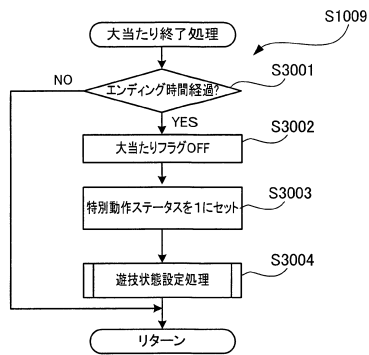 大当たり終了処理
S1009
エンディング時間経過?
S3001
NO
YES
大当たりフラグOFF
S3002
特別動作ステータスを1にセット
S3003
遊技状態設定処理
S3004
リターン